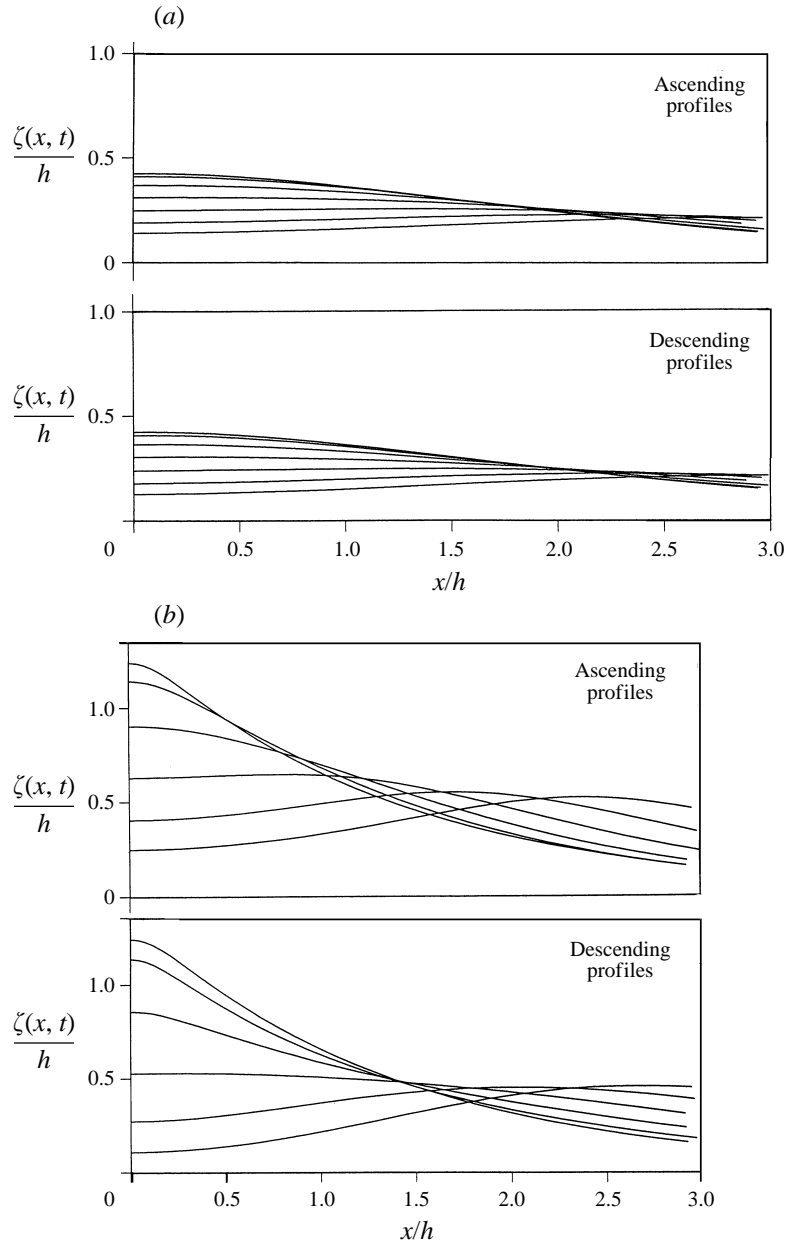 (a)
1.0
Ascending
profiles
ζ(x, t)
h
0.5
0
1.0
Descending
profiles
ζ(x, t)
h
0.5
0 0.5 1.0 1.5 2.0 2.5 3.0
x/h
(b)
Ascending
profiles
1.0
ζ(x, t)
h
0.5
0
Descending
profiles
1.0
ζ(x, t)
h
0.5
0 0.5 1.0 1.5 2.0 2.5 3.0
x/h